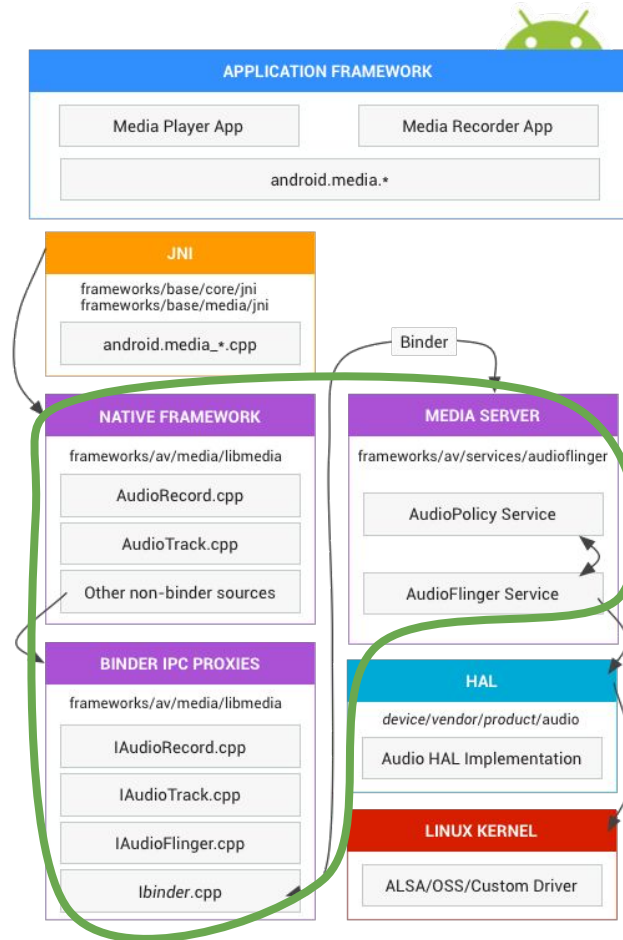 APPLICATION FRAMEWORK
Media Player App
Media Recorder App
android.media.*
JNI
frameworks/base/core/jni
frameworks/base/media/jni
android.media_*.cpp
Binder
NATIVE FRAMEWORK
frameworks/av/media/libmedia
AudioRecord.cpp
AudioTrack.cpp
Other non-binder sources
MEDIA SERVER
frameworks/av/services/audioflinger
AudioPolicy Service
AudioFlinger Service
BINDER IPC PROXIES
frameworks/av/media/libmedia
IAudioRecord.cpp
IAudioTrack.cpp
IAudioFlinger.cpp
Ibinder.cpp
HAL
device/vendor/product/audio
Audio HAL Implementation
LINUX KERNEL
ALSA/OSS/Custom Driver